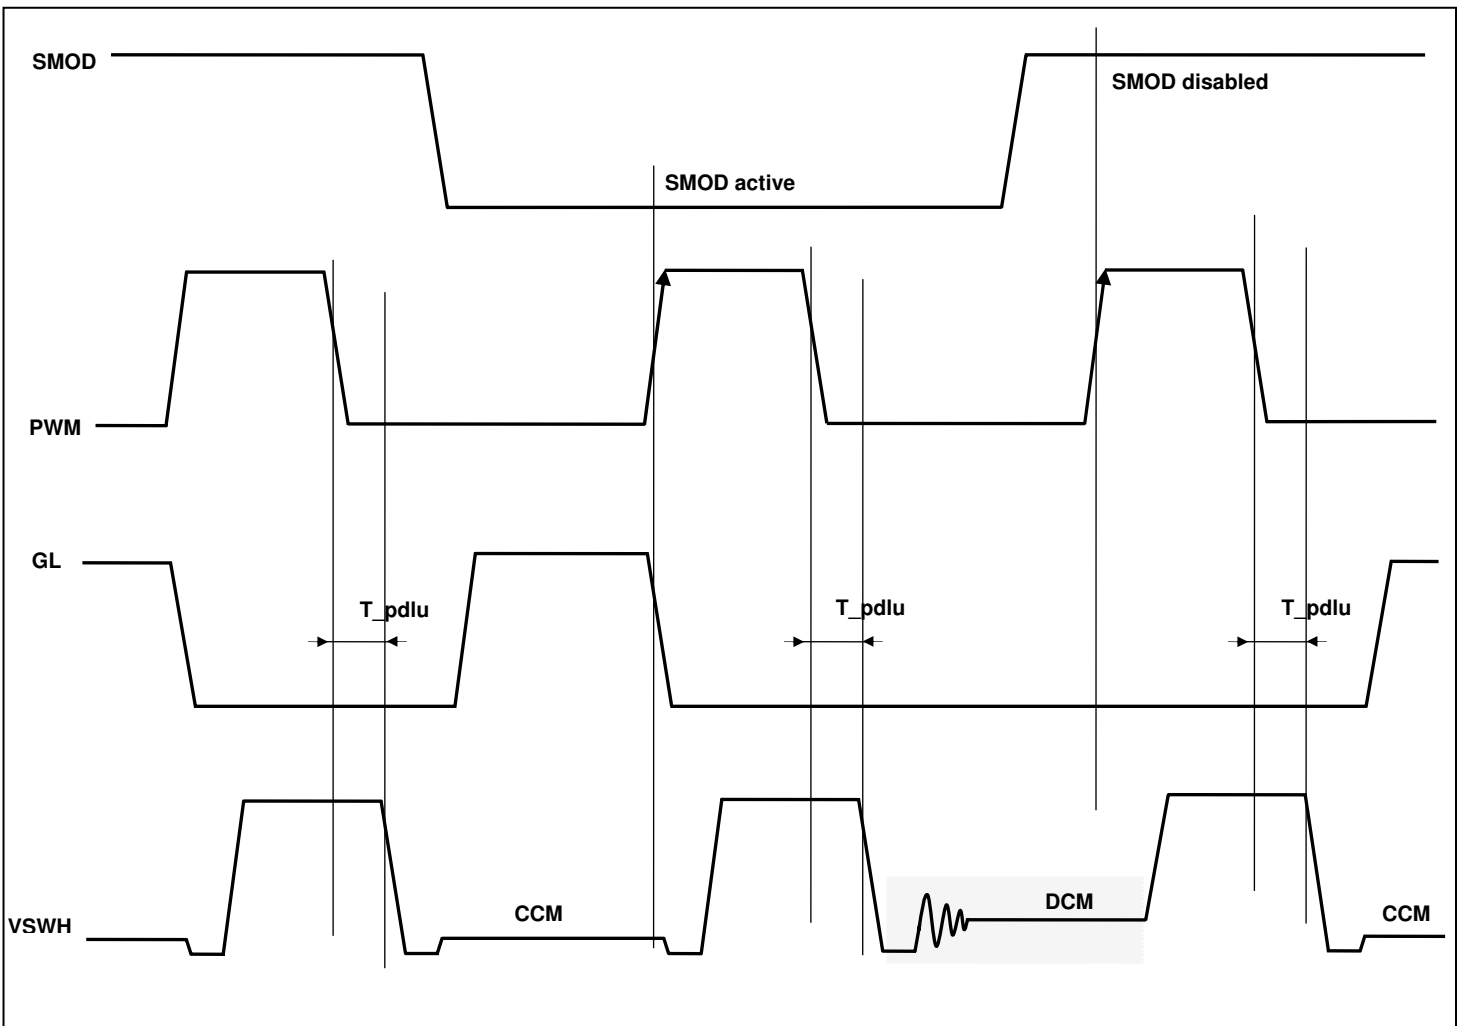 SMOD
SMOD disabled
SMOD active
PWM
GL
T_pdlu
T_pdlu
T_pdlu
CCM
DCM
CCM
VSWH